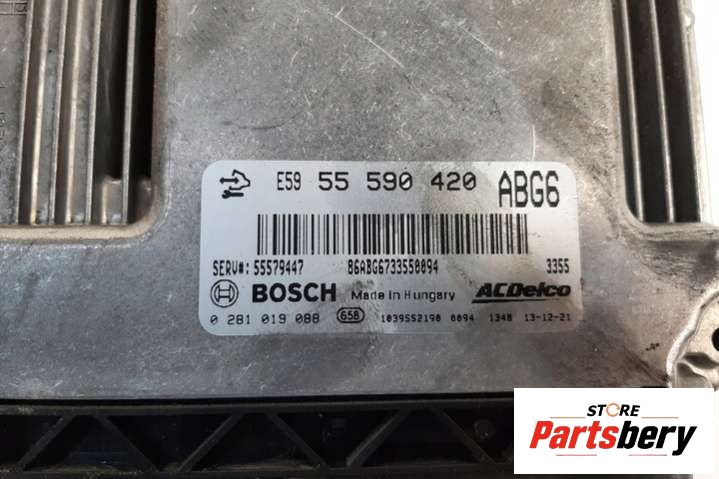 E59 55 590 420 ABG6
SERV#: 55579447 86ABG6733550094 3355
BOSCH Made in Hungary ACDelco
0 281 019 088 658 1039S52190 0094 1348 13-12-21
STORE
Partsbery